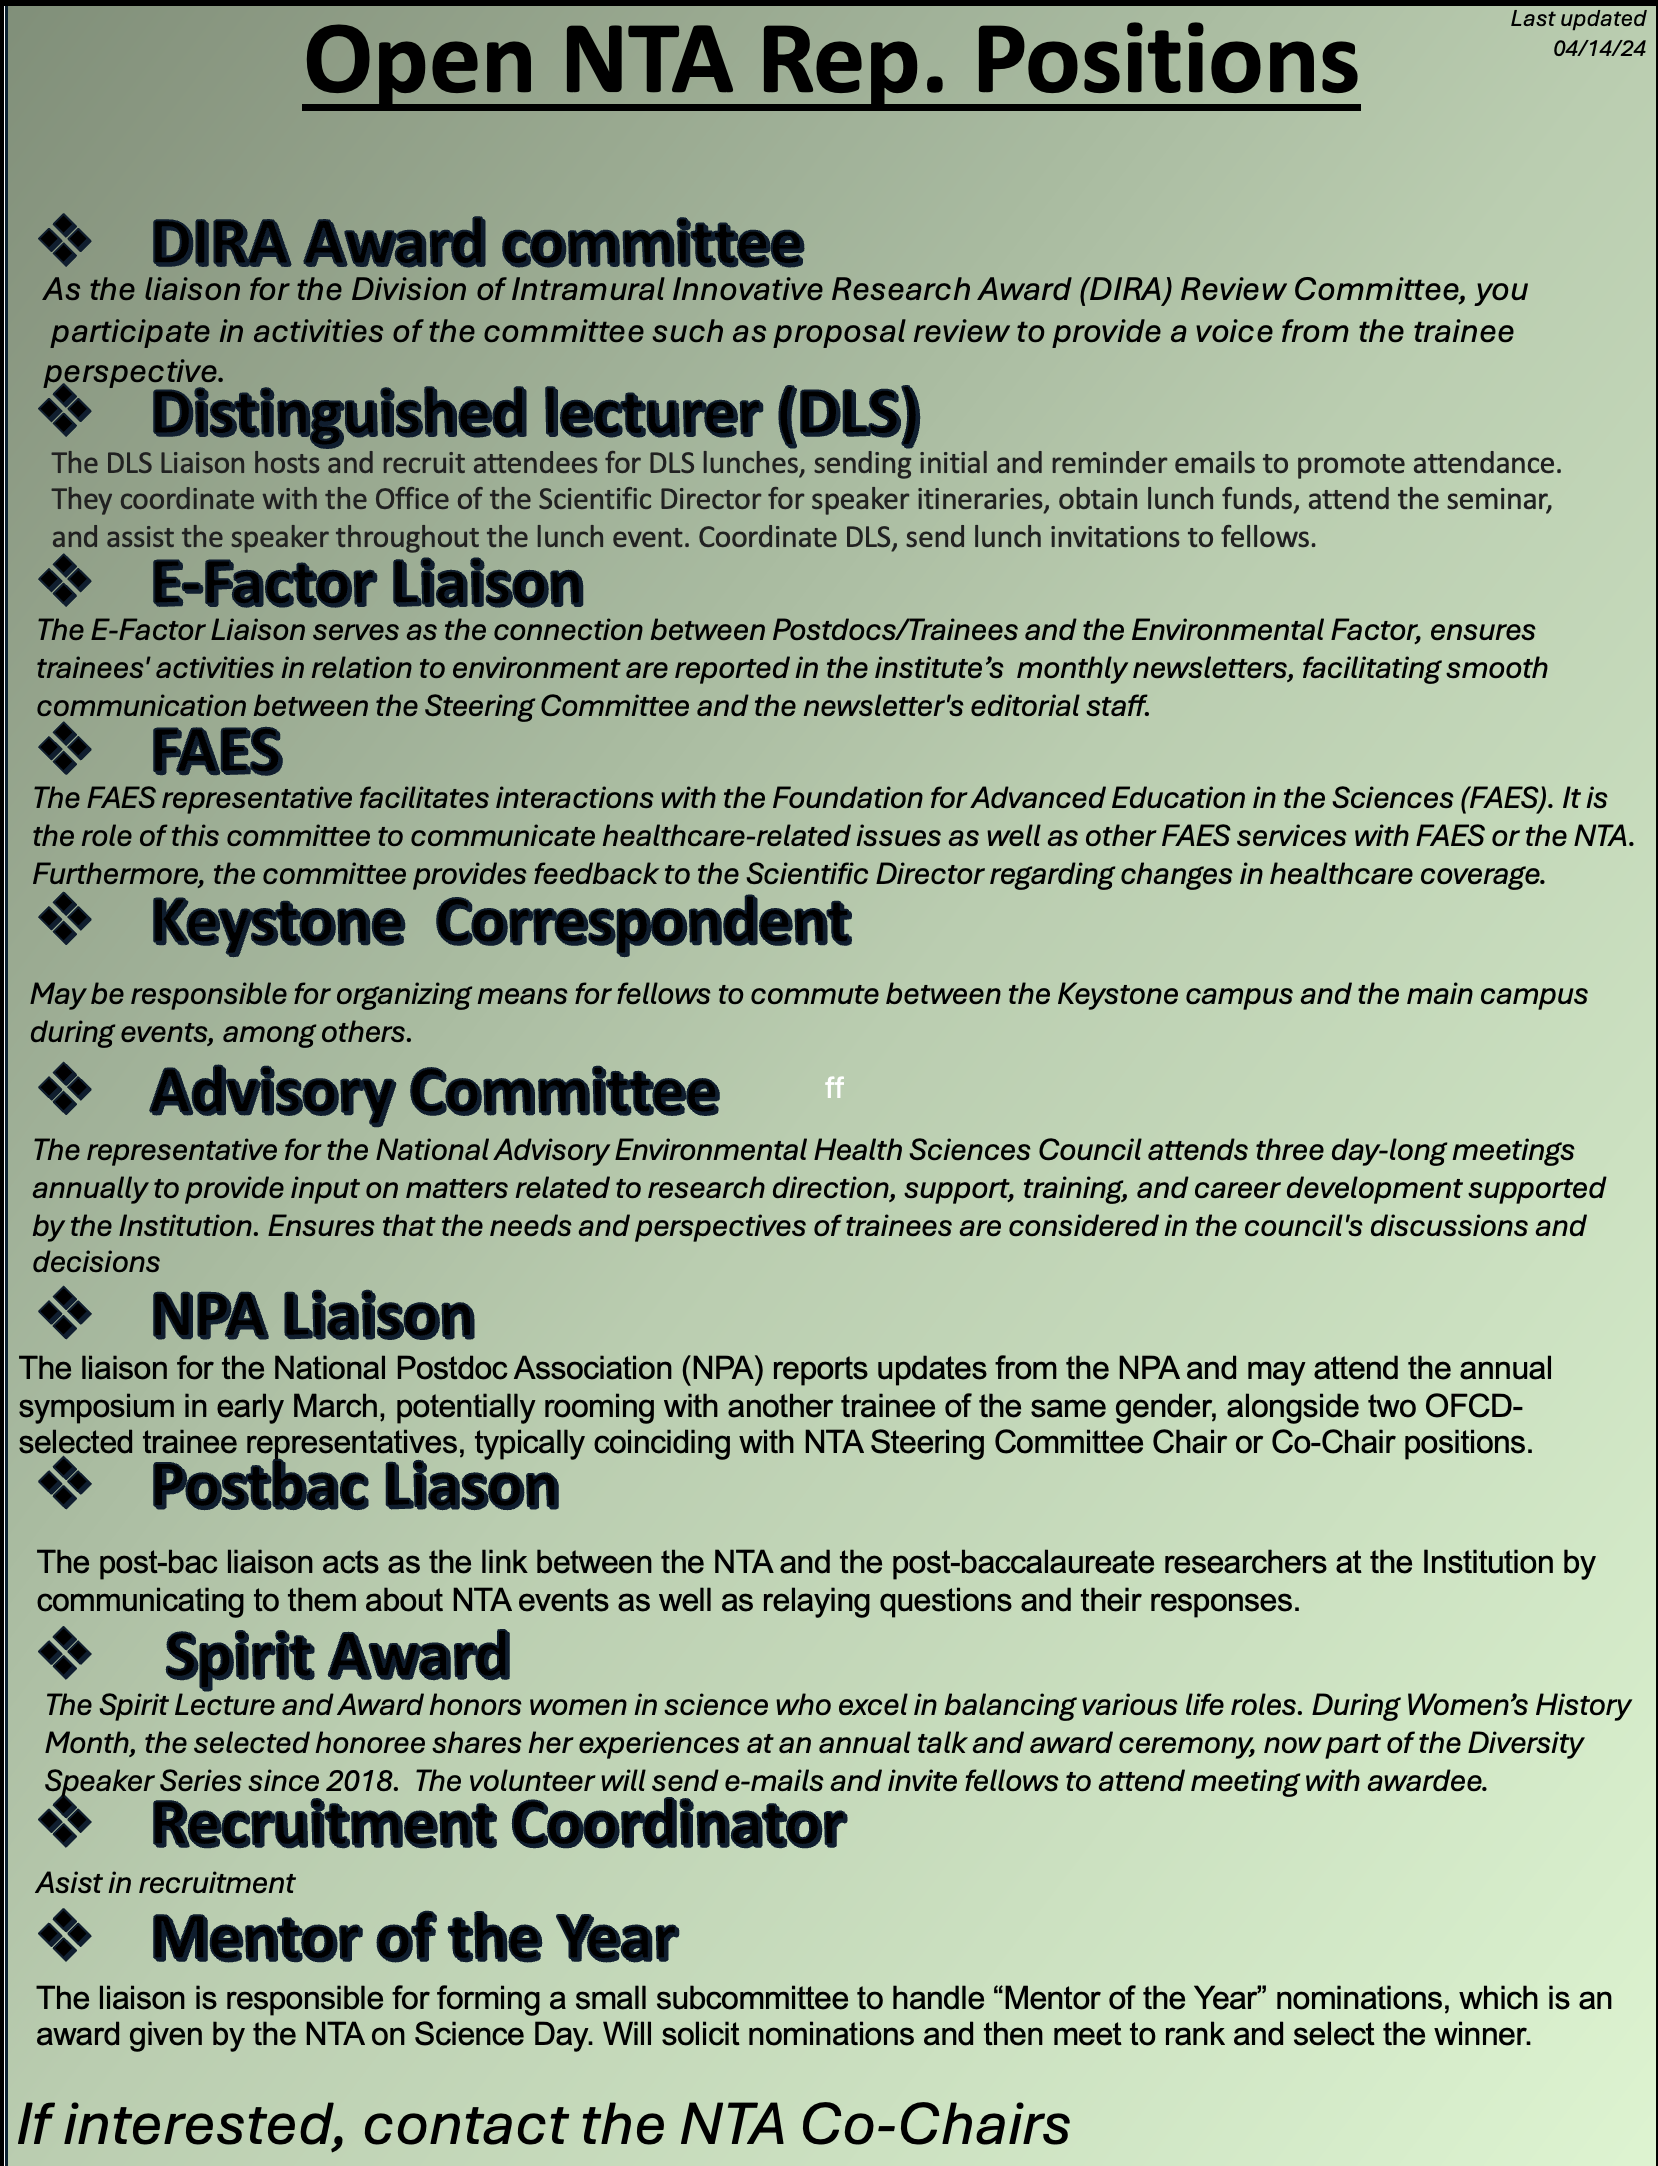 Last updated
04/14/24
Open NTA Rep. Positions
DIRA Award committee
As the liaison for the Division of Intramural Innovative Research Award (DIRA) Review Committee, you
participate in activities of the committee such as proposal review to provide a voice from the trainee
perspective.
Distinguished lecturer (DLS)
The DLS Liaison hosts and recruit attendees for DLS lunches, sending initial and reminder emails to promote attendance.
They coordinate with the Office of the Scientific Director for speaker itineraries, obtain lunch funds, attend the seminar,
and assist the speaker throughout the lunch event. Coordinate DLS, send lunch invitations to fellows.
E-Factor Liaison
The E-Factor Liaison serves as the connection between Postdocs/Trainees and the Environmental Factor, ensures
trainees' activities in relation to environment are reported in the institute’s  monthly newsletters, facilitating smooth
communication between the Steering Committee and the newsletter's editorial staff.
FAES
The FAES representative facilitates interactions with the Foundation for Advanced Education in the Sciences (FAES). It is
the role of this committee to communicate healthcare-related issues as well as other FAES services with FAES or the NTA.
Furthermore, the committee provides feedback to the Scientific Director regarding changes in healthcare coverage.
Keystone  Correspondent
May be responsible for organizing means for fellows to commute between the Keystone campus and the main campus
during events, among others.
Advisory Committee
ff
The representative for the National Advisory Environmental Health Sciences Council attends three day-long meetings
annually to provide input on matters related to research direction, support, training, and career development supported
by the Institution. Ensures that the needs and perspectives of trainees are considered in the council's discussions and
decisions
NPA Liaison
The liaison for the National Postdoc Association (NPA) reports updates from the NPA and may attend the annual
symposium in early March, potentially rooming with another trainee of the same gender, alongside two OFCD-
selected trainee representatives, typically coinciding with NTA Steering Committee Chair or Co-Chair positions.
Postbac Liason
The post-bac liaison acts as the link between the NTA and the post-baccalaureate researchers at the Institution by
communicating to them about NTA events as well as relaying questions and their responses.
Spirit Award
The Spirit Lecture and Award honors women in science who excel in balancing various life roles. During Women’s History
Month, the selected honoree shares her experiences at an annual talk and award ceremony, now part of the Diversity
Speaker Series since 2018.  The volunteer will send e-mails and invite fellows to attend meeting with awardee.
Recruitment Coordinator
Asist in recruitment
Mentor of the Year
The liaison is responsible for forming a small subcommittee to handle “Mentor of the Year” nominations, which is an
award given by the NTA on Science Day. Will solicit nominations and then meet to rank and select the winner.
If interested, contact the NTA Co-Chairs